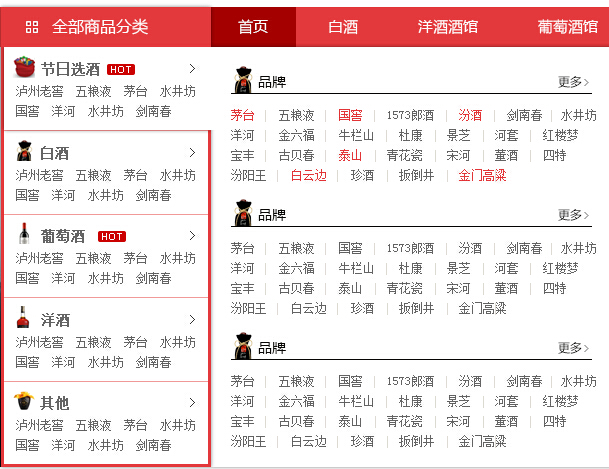 全部商品分类 首页 白酒 洋酒酒馆 葡萄酒馆
节日选酒 HOT
泸州老窖 五粮液 茅台 水井坊
国窖 洋河 水井坊 剑南春
白酒
泸州老窖 五粮液 茅台 水井坊
国窖 洋河 水井坊 剑南春
葡萄酒 HOT
泸州老窖 五粮液 茅台 水井坊
国窖 洋河 水井坊 剑南春
洋酒
泸州老窖 五粮液 茅台 水井坊
国窖 洋河 水井坊 剑南春
其他
泸州老窖 五粮液 茅台 水井坊
国窖 洋河 水井坊 剑南春
品牌 更多>
茅台 | 五粮液 | 国窖 | 1573郎酒 | 汾酒 | 剑南春 | 水井坊
洋河 | 金六福 | 牛栏山 | 杜康 | 景芝 | 河套 | 红楼梦
宝丰 | 古贝春 | 泰山 | 青花瓷 | 宋河 | 董酒 | 四特
汾阳王 | 白云边 | 珍酒 | 扳倒井 | 金门高粱
品牌 更多>
茅台 | 五粮液 | 国窖 | 1573郎酒 | 汾酒 | 剑南春 | 水井坊
洋河 | 金六福 | 牛栏山 | 杜康 | 景芝 | 河套 | 红楼梦
宝丰 | 古贝春 | 泰山 | 青花瓷 | 宋河 | 董酒 | 四特
汾阳王 | 白云边 | 珍酒 | 扳倒井 | 金门高粱
品牌 更多>
茅台 | 五粮液 | 国窖 | 1573郎酒 | 汾酒 | 剑南春 | 水井坊
洋河 | 金六福 | 牛栏山 | 杜康 | 景芝 | 河套 | 红楼梦
宝丰 | 古贝春 | 泰山 | 青花瓷 | 宋河 | 董酒 | 四特
汾阳王 | 白云边 | 珍酒 | 扳倒井 | 金门高粱